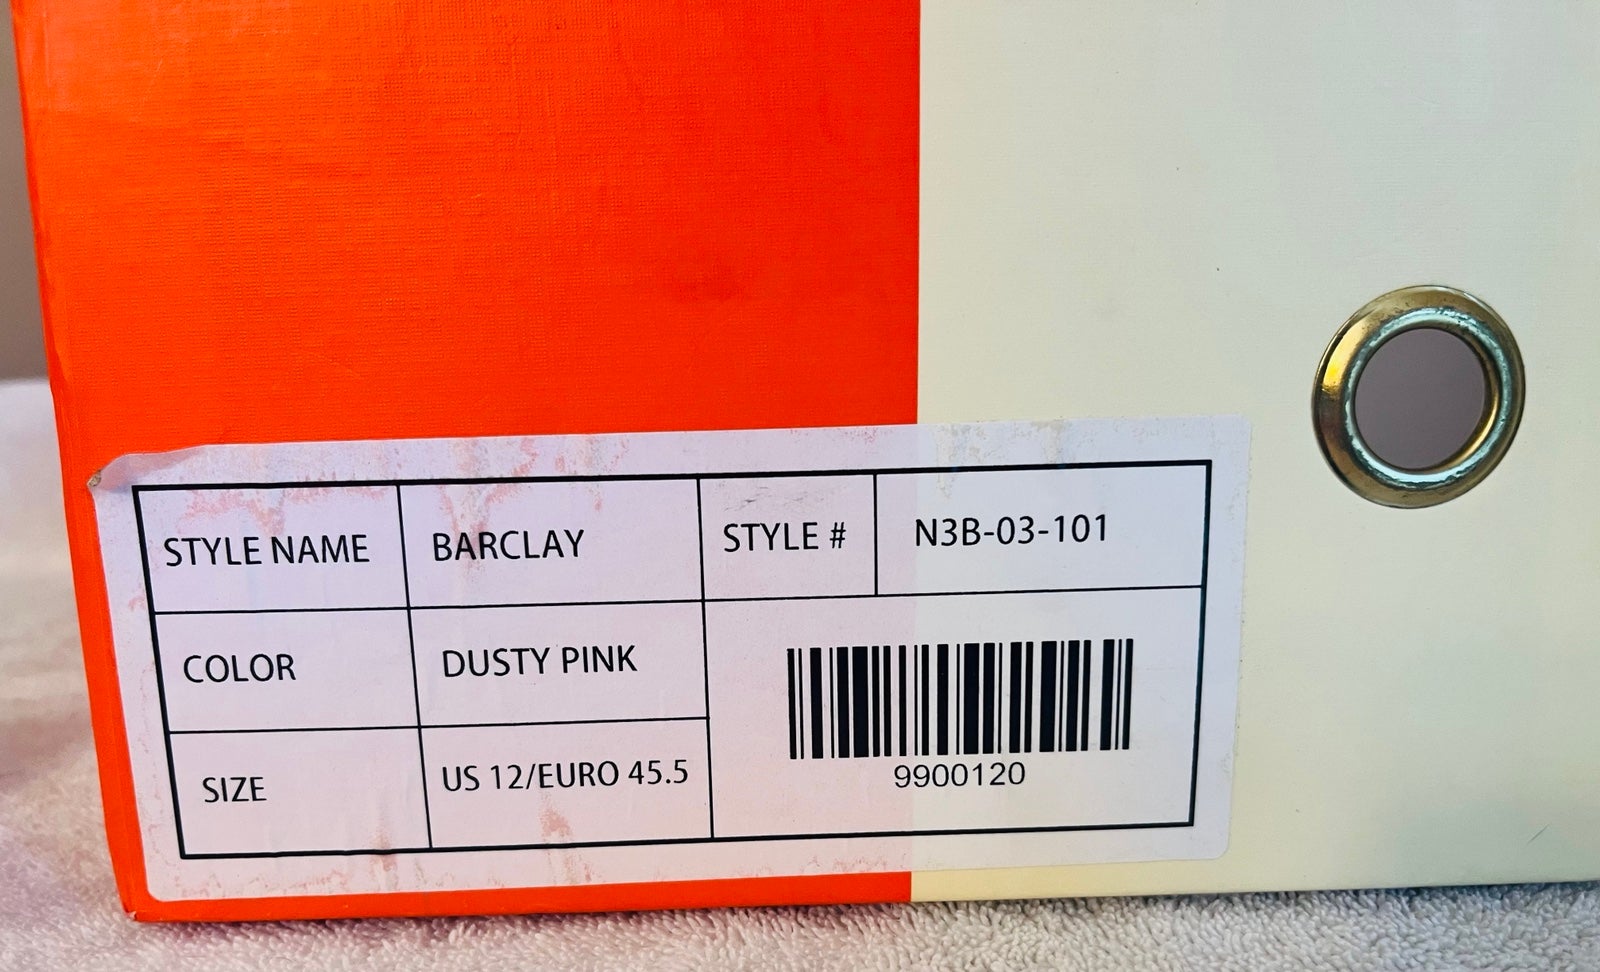 STYLE NAME BARCLAY STYLE # N3B-03-101
COLOR DUSTY PINK
SIZE US 12/EURO 45.5
9900120